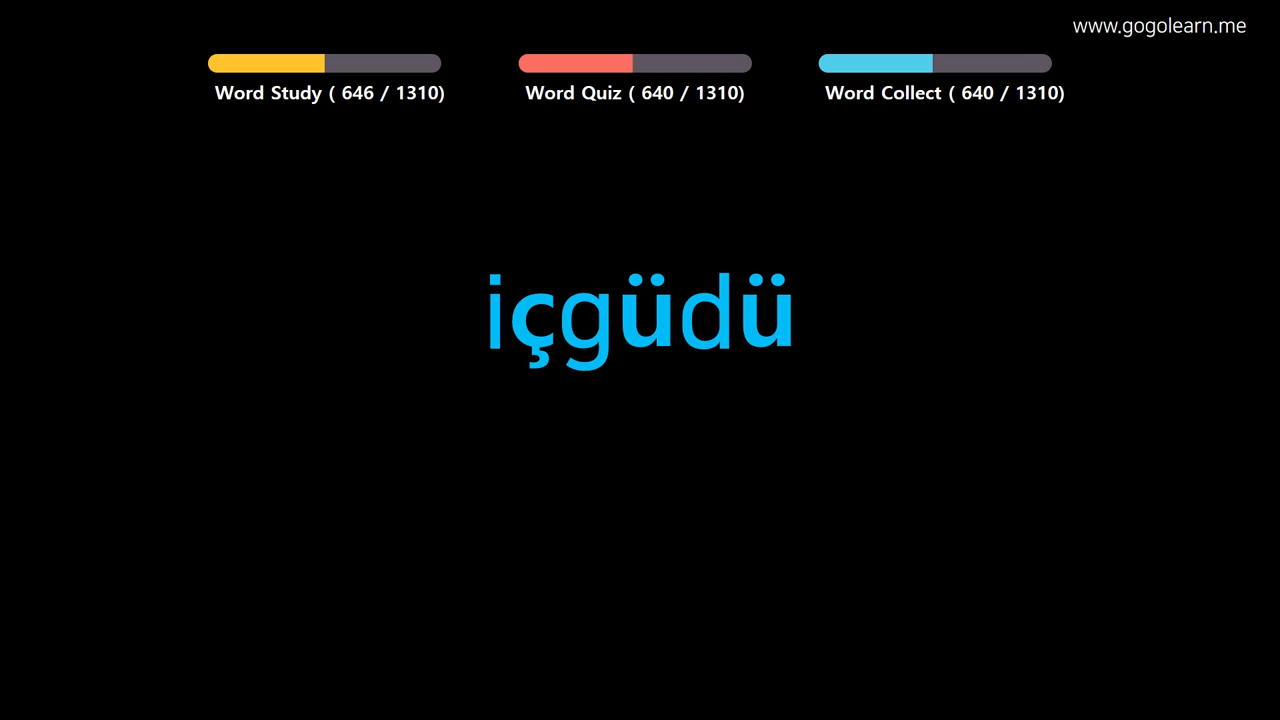 www.gogolearn.me
Word Study ( 646 / 1310)
Word Quiz ( 640 / 1310)
Word Collect ( 640 / 1310)
içgüdü